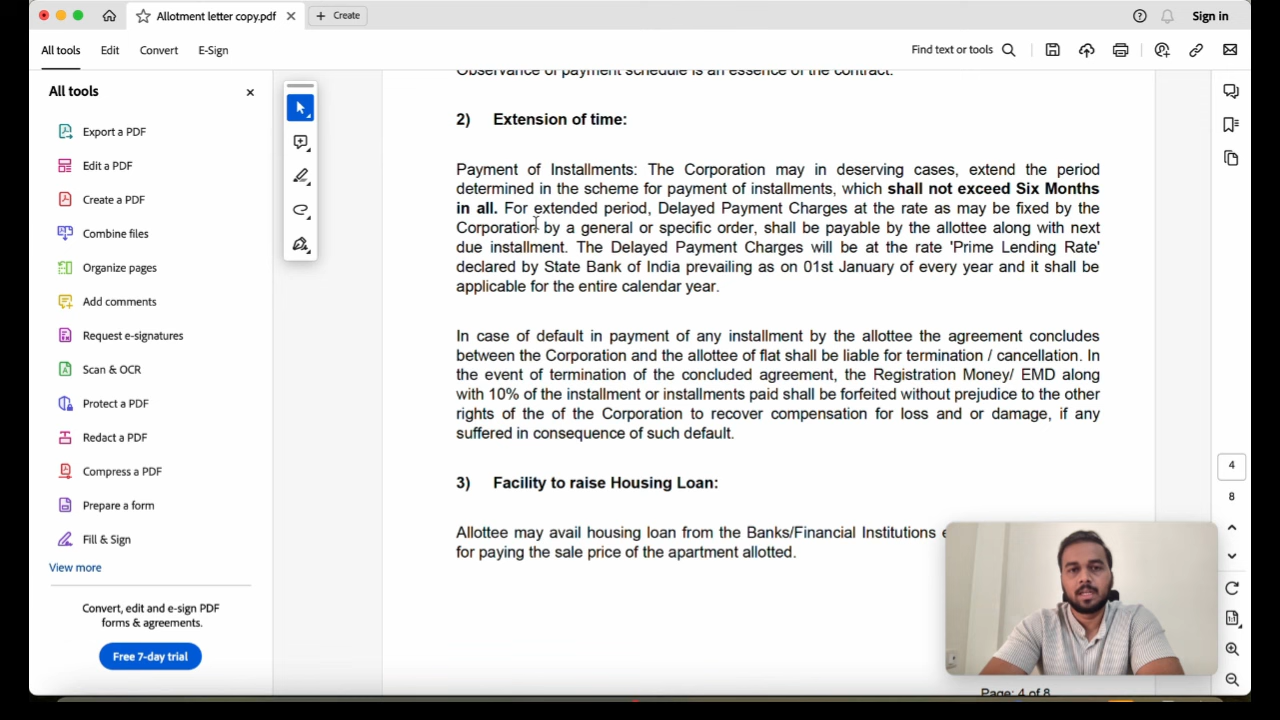 Allotment letter copy.pdf
Create
Sign in
All tools
Edit
Convert
E-Sign
Find text or tools
All tools
Export a PDF
Edit a PDF
Create a PDF
Combine files
Organize pages
Add comments
Request e-signatures
Scan & OCR
Protect a PDF
Redact a PDF
Compress a PDF
Prepare a form
Fill & Sign
View more
Convert, edit and e-sign PDF
forms & agreements.
Free 7-day trial
Observance of payment schedule is an essence of the contract.
2) Extension of time:
Payment of Installments: The Corporation may in deserving cases, extend the period
determined in the scheme for payment of installments, which shall not exceed Six Months
in all. For extended period, Delayed Payment Charges at the rate as may be fixed by the
Corporation by a general or specific order, shall be payable by the allottee along with next
due installment. The Delayed Payment Charges will be at the rate 'Prime Lending Rate'
declared by State Bank of India prevailing as on 01st January of every year and it shall be
applicable for the entire calendar year.
In case of default in payment of any installment by the allottee the agreement concludes
between the Corporation and the allottee of flat shall be liable for termination / cancellation. In
the event of termination of the concluded agreement, the Registration Money/ EMD along
with 10% of the installment or installments paid shall be forfeited without prejudice to the other
rights of the of the Corporation to recover compensation for loss and or damage, if any
suffered in consequence of such default.
3) Facility to raise Housing Loan:
Allottee may avail housing loan from the Banks/Financial Institutions
for paying the sale price of the apartment allotted.
Page: 4 of 8
4
8